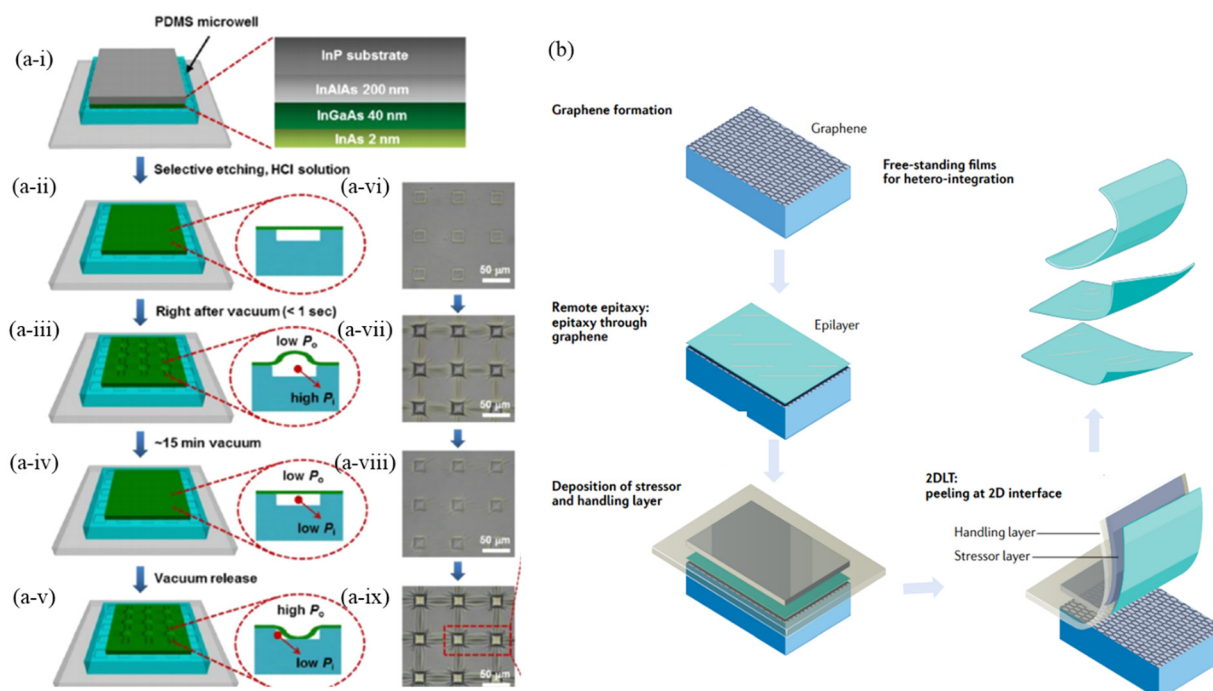 PDMS microwell
(a-i)
InP substrate
InAlAs 200 nm
InGaAs 40 nm
InAs 2 nm
Selective etching, HCl solution
(a-ii)
(a-vi)
50 μm
Right after vacuum (< 1 sec)
(a-iii)
low Po
high Pi
(a-vii)
50 μm
~15 min vacuum
(a-iv)
low Po
low Pi
(a-viii)
50 μm
Vacuum release
(a-v)
high Po
low Pi
(a-ix)
50 μm
(b)
Graphene formation
Graphene
Free-standing films
for hetero-integration
Remote epitaxy:
epitaxy through
graphene
Epilayer
Deposition of stressor
and handling layer
2DLT:
peeling at 2D interface
Handling layer
Stressor layer